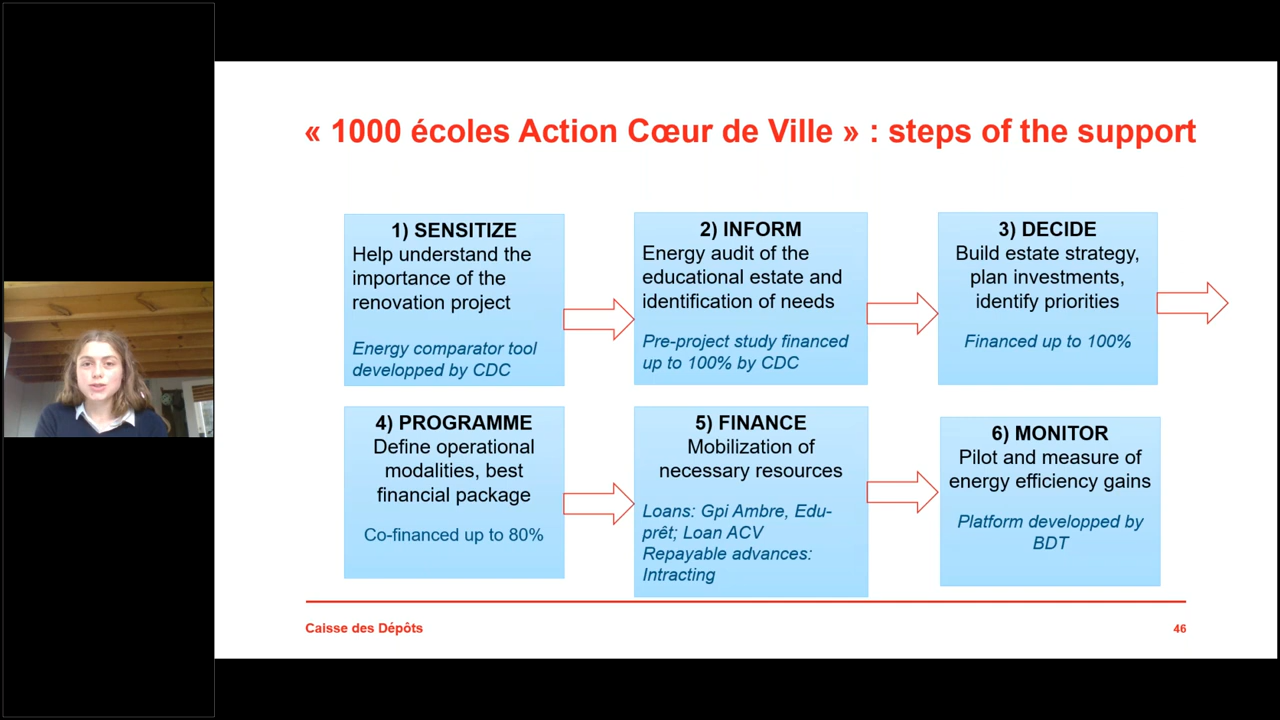 « 1000 écoles Action Cœur de Ville » : steps of the support
1) SENSITIZE
Help understand the
importance of the
renovation project
Energy comparator tool
developped by CDC
2) INFORM
Energy audit of the
educational estate and
identification of needs
Pre-project study financed
up to 100% by CDC
3) DECIDE
Build estate strategy,
plan investments,
identify priorities
Financed up to 100%
4) PROGRAMME
Define operational
modalities, best
financial package
Co-financed up to 80%
5) FINANCE
Mobilization of
necessary resources
Loans: Gpi Ambre, Edu-
prêt; Loan ACV
Repayable advances:
Intracting
6) MONITOR
Pilot and measure of
energy efficiency gains
Platform developped by
BDT
Caisse des Dépôts
46